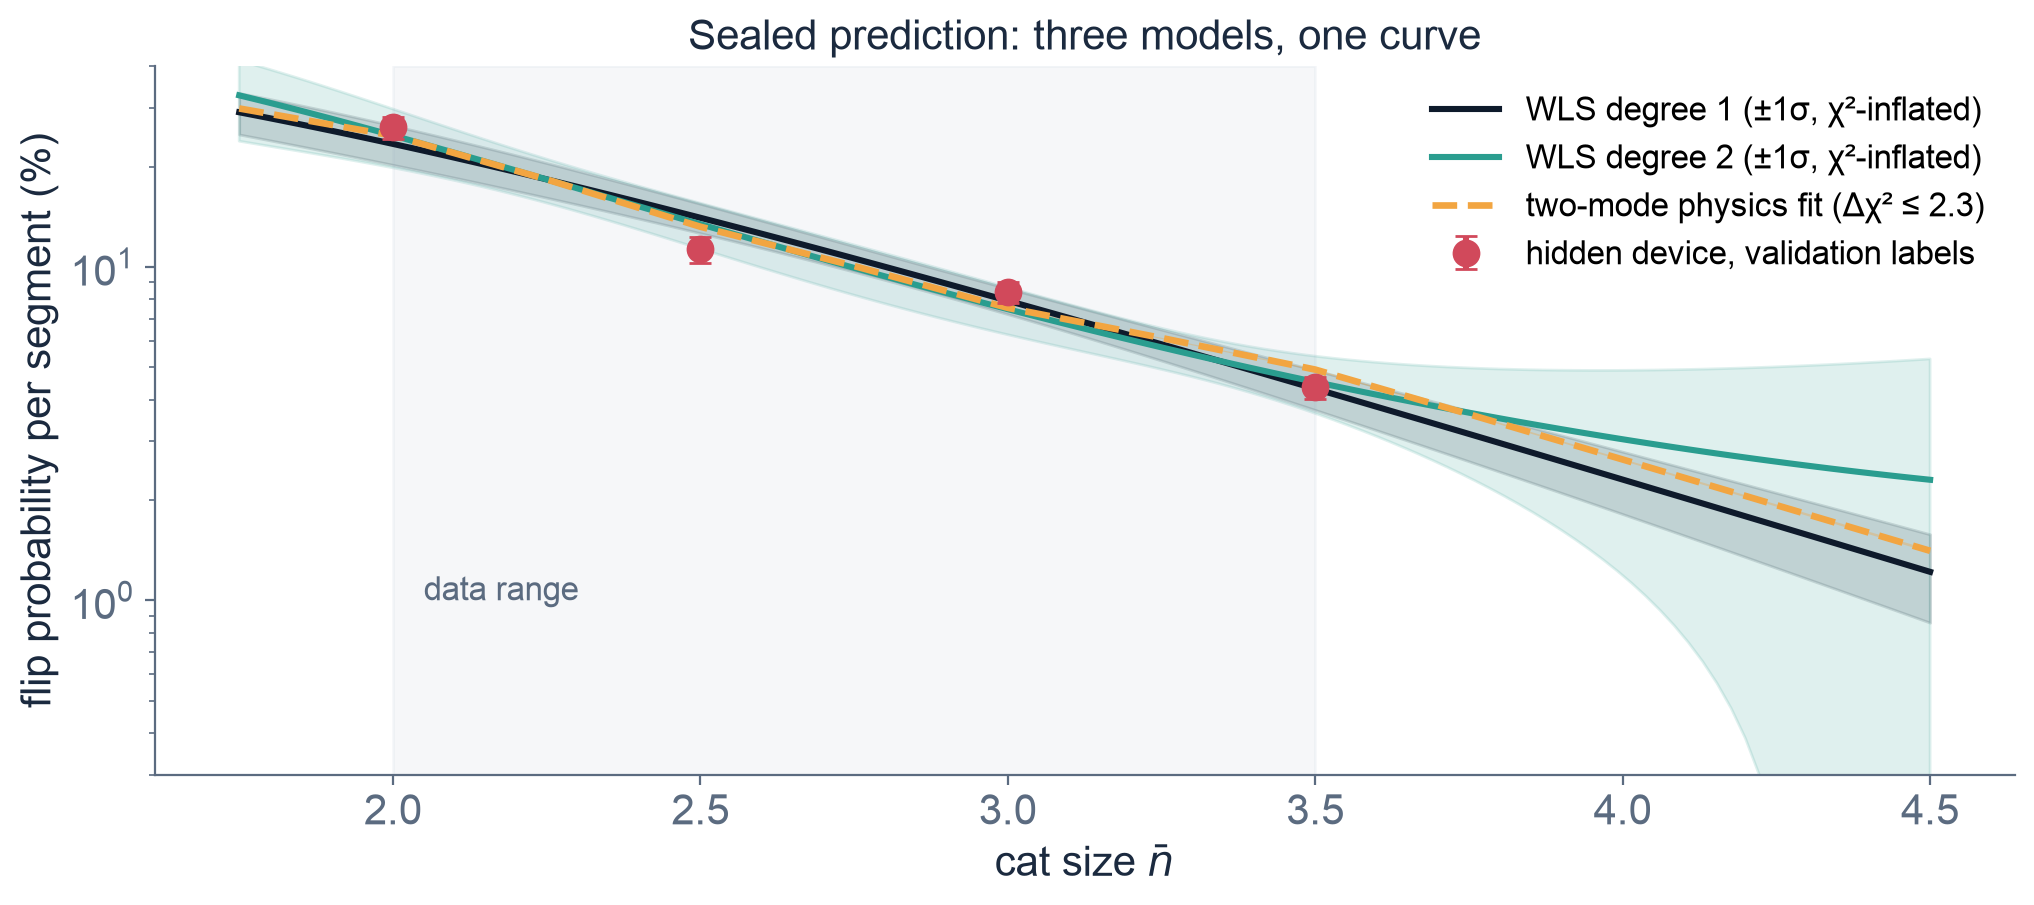 Sealed prediction: three models, one curve
WLS degree 1 (±1σ, χ²-inflated)
WLS degree 2 (±1σ, χ²-inflated)
two-mode physics fit (Δχ² ≤ 2.3)
hidden device, validation labels
flip probability per segment (%)
10¹
10⁰
data range
2.0 2.5 3.0 3.5 4.0 4.5
cat size n̄